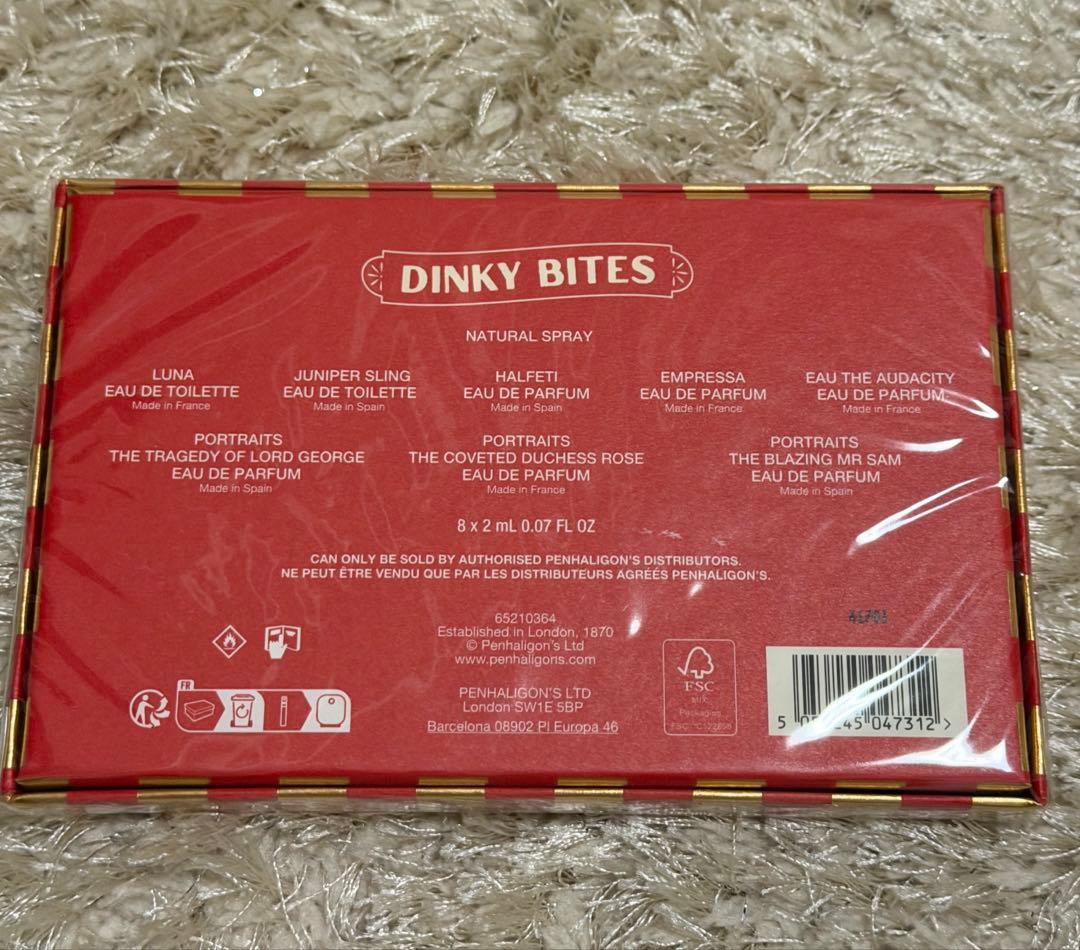 DINKY BITES
NATURAL SPRAY
LUNA
EAU DE TOILETTE
Made in France
JUNIPER SLING
EAU DE TOILETTE
Made in Spain
HALFETI
EAU DE PARFUM
Made in Spain
EMPRESSA
EAU DE PARFUM
Made in France
EAU THE AUDACITY
EAU DE PARFUM
Made in France
PORTRAITS
THE TRAGEDY OF LORD GEORGE
EAU DE PARFUM
Made in Spain
PORTRAITS
THE COVETED DUCHESS ROSE
EAU DE PARFUM
Made in France
PORTRAITS
THE BLAZING MR SAM
EAU DE PARFUM
Made in Spain
8 x 2 mL 0.07 FL OZ
CAN ONLY BE SOLD BY AUTHORISED PENHALIGON'S DISTRIBUTORS.
NE PEUT ÊTRE VENDU QUE PAR LES DISTRIBUTEURS AGRÉÉS PENHALIGON'S.
65210364
Established in London, 1870
© Penhaligon's Ltd
www.penhaligons.com
PENHALIGON'S LTD
London SW1E 5BP
Barcelona 08902 Pl Europa 46
FR
FSC
MIX
Packaging
5 047312 >